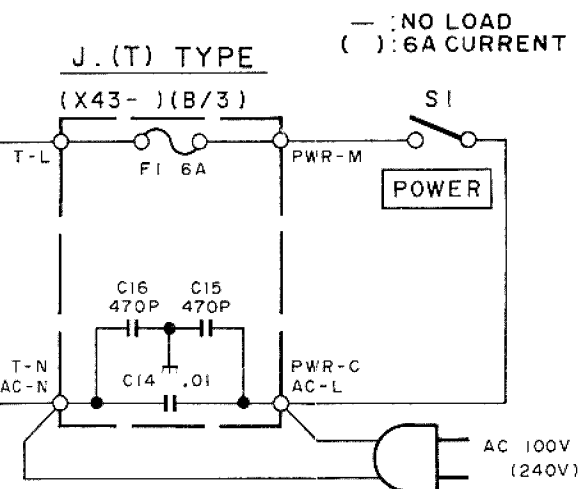 — : NO LOAD
( ) : 6A CURRENT
J.(T) TYPE
(X43- )(B/3)
S1
T-L
F1 6A
PWR-M
POWER
C16 C15
470P 470P
T-N
AC-N
C14 .01
PWR-C
AC-L
AC 100V
(240V)